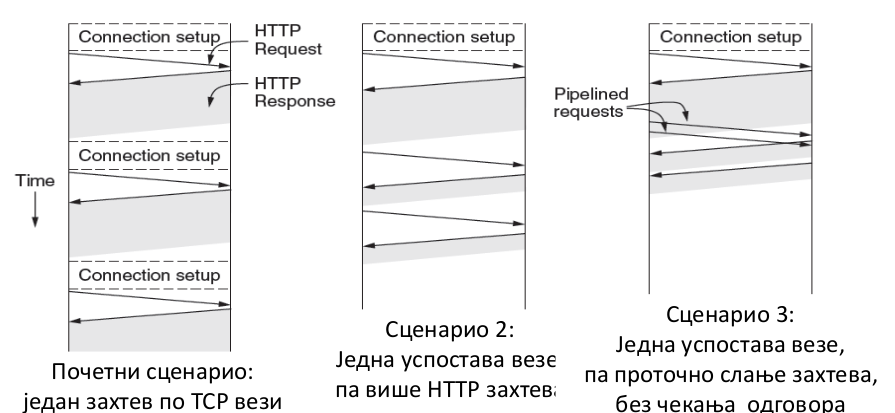 Connection setup
HTTP
Request
HTTP
Response
Connection setup
Time
Connection setup
Почетни сценарио:
један захтев по TCP вези
Connection setup
Сценарио 2:
Једна успостава везе
па више HTTP захтева
Connection setup
Pipelined
requests
Сценарио 3:
Једна успостава везе,
па проточно слање захтева,
без чекања одговора